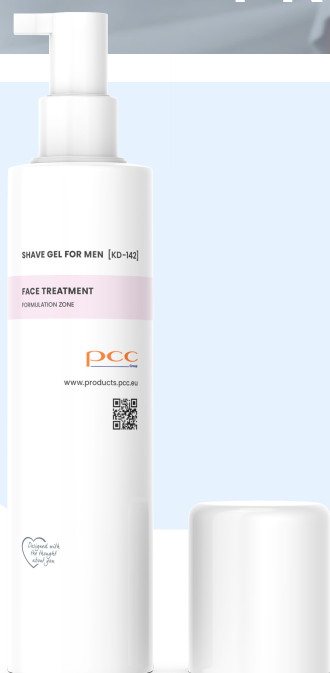 SHAVE GEL FOR MEN [KD-142]
FACE TREATMENT
FORMULATION ZONE
pcc
Group
www.products.pcc.eu
Designed with
the thought
about you